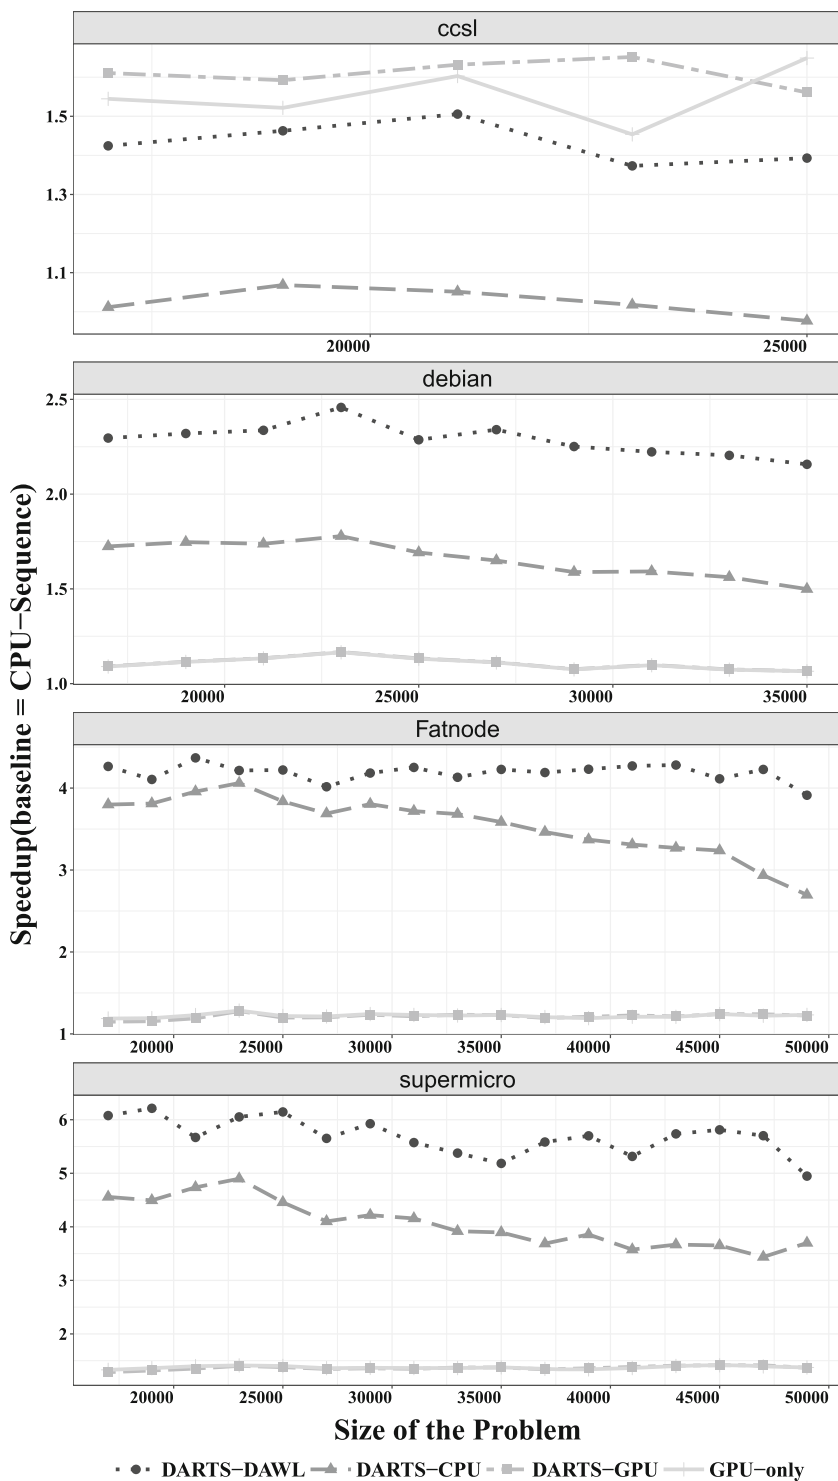 ccsl
1.5
1.3
1.1
20000 25000
debian
2.5
2.0
1.5
1.0
20000 25000 30000 35000
Fatnode
4
3
2
1
20000 25000 30000 35000 40000 45000 50000
supermicro
6
5
4
3
2
20000 25000 30000 35000 40000 45000 50000
Speedup(baseline = CPU−Sequence)
Size of the Problem
DARTS−DAWL DARTS−CPU DARTS−GPU GPU−only